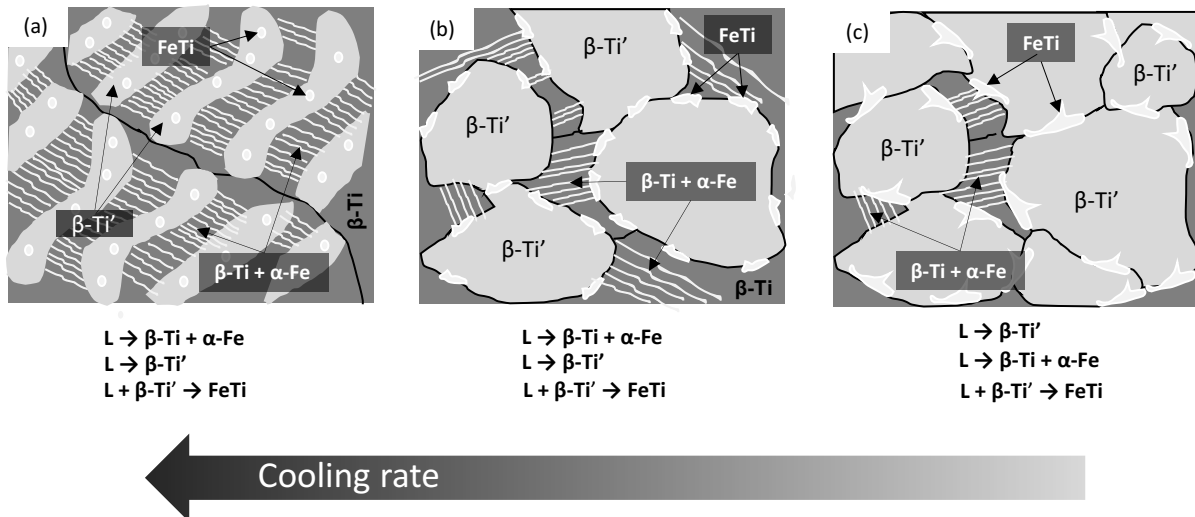 (a)
FeTi
β-Ti'
β-Ti
β-Ti + α-Fe
L → β-Ti + α-Fe
L → β-Ti'
L + β-Ti' → FeTi
(b)
β-Ti'
FeTi
β-Ti'
β-Ti + α-Fe
β-Ti'
β-Ti
L → β-Ti + α-Fe
L → β-Ti'
L + β-Ti' → FeTi
(c)
FeTi
β-Ti'
β-Ti'
β-Ti'
β-Ti + α-Fe
L → β-Ti'
L → β-Ti + α-Fe
L + β-Ti' → FeTi
Cooling rate